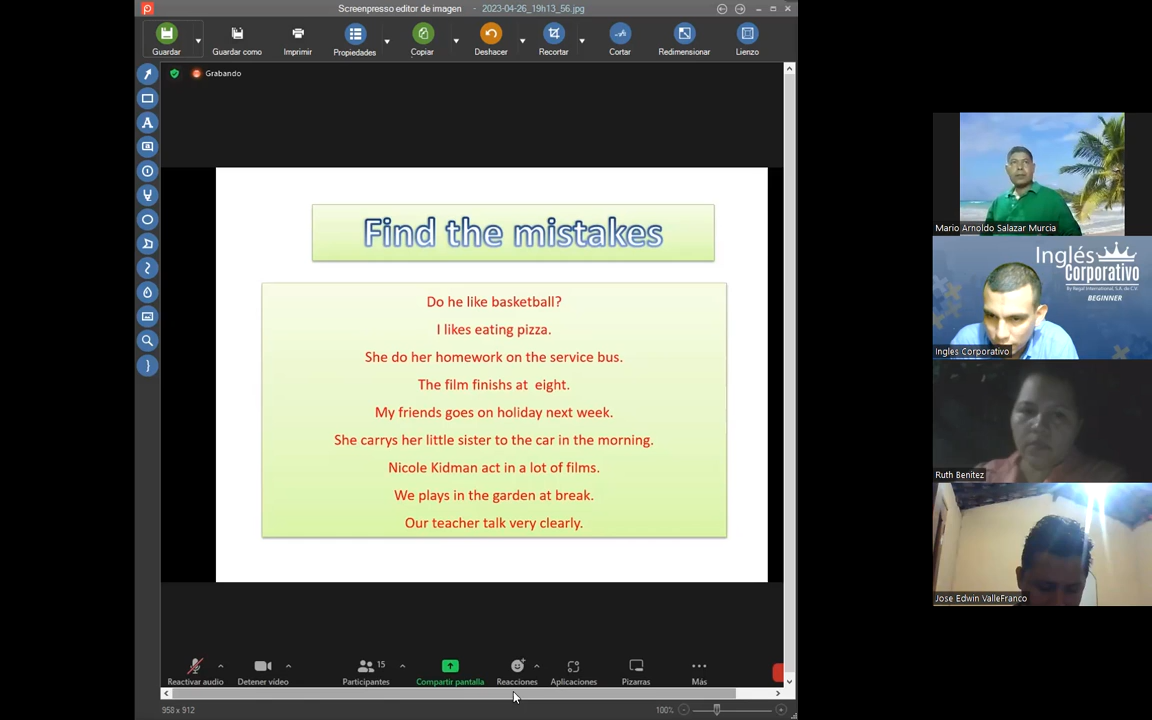 Screenpresso editor de imagen - 2023-04-26_19h13_56.jpg
Guardar
Guardar como
Imprimir
Propiedades
Copiar
Deshacer
Recortar
Cortar
Redimensionar
Lienzo
Grabando
Find the mistakes
Do he like basketball?
I likes eating pizza.
She do her homework on the service bus.
The film finishs at eight.
My friends goes on holiday next week.
She carrys her little sister to the car in the morning.
Nicole Kidman act in a lot of films.
We plays in the garden at break.
Our teacher talk very clearly.
Reactivar audio
Detener video
15
Participantes
Compartir pantalla
Reacciones
Aplicaciones
Pizarras
Más
958 x 912
100%
Mario Arnoldo Salazar Murcia
Inglés
Corporativo
By Regal International, S.A. de C.V.
BEGINNER
Ingles Corporativo
Ruth Benitez
Jose Edwin ValleFranco